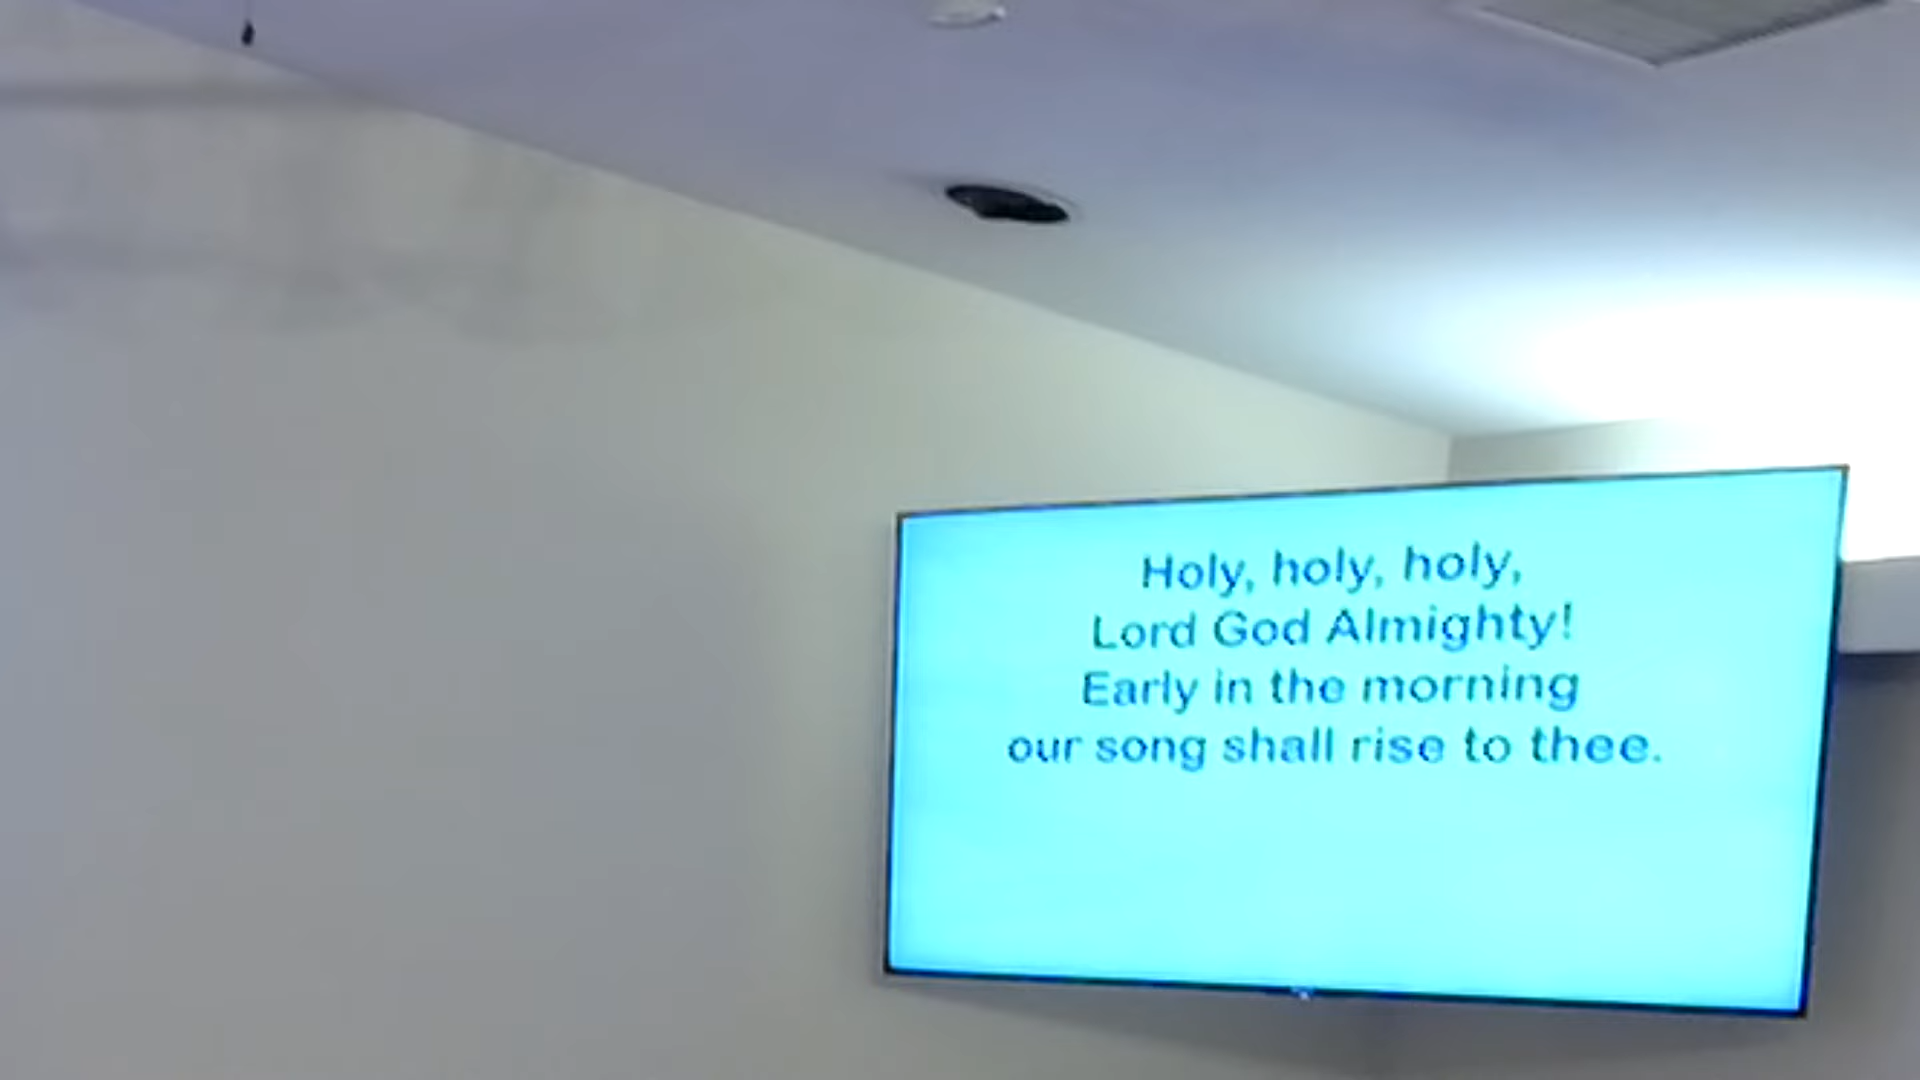 Holy, holy, holy,
Lord God Almighty!
Early in the morning
our song shall rise to thee.